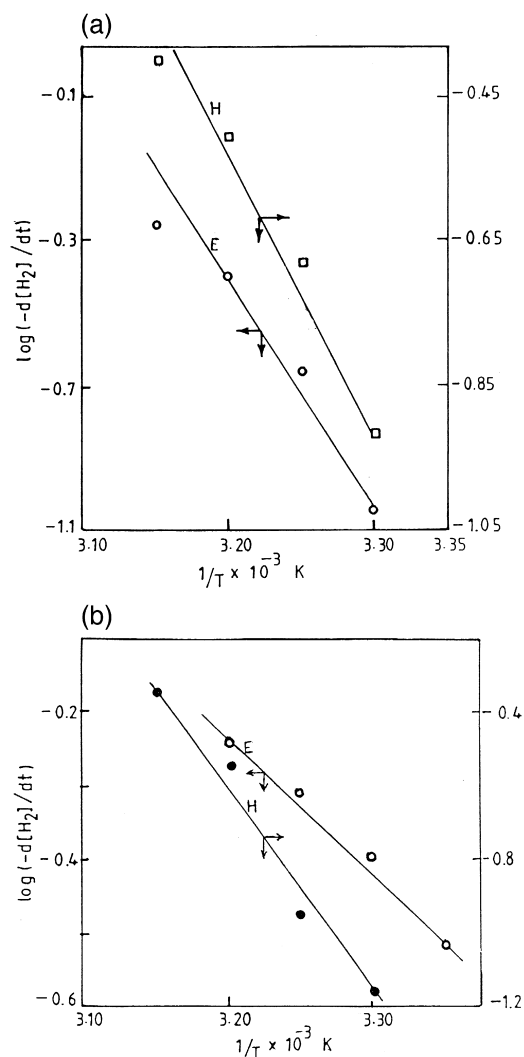 (a)
H
E
−0.1
−0.3
−0.7
−1.1
−0.45
−0.65
−0.85
−1.05
log(−d[H2]/dt)
3.10
3.20
3.30
3.35
1/T × 10⁻³ K
(b)
E
H
−0.2
−0.4
−0.6
−0.4
−0.8
−1.2
log(−d[H2]/dt)
3.10
3.20
3.30
1/T × 10⁻³ K